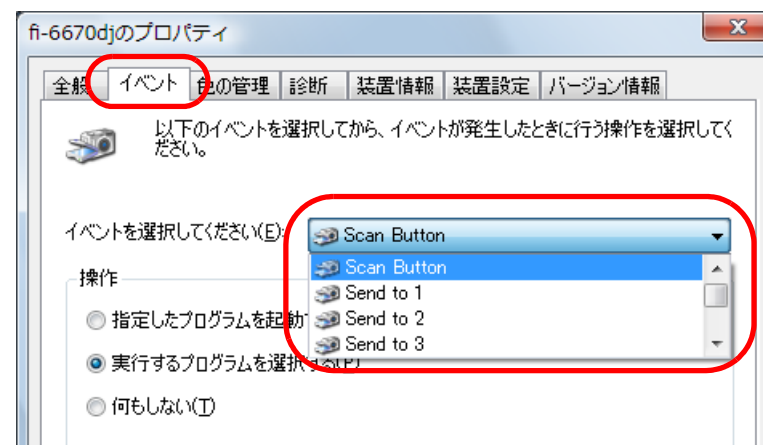 fi-6670djのプロパティ
全般 イベント 色の管理 診断 装置情報 装置設定 バージョン情報
以下のイベントを選択してから、イベントが発生したときに行う操作を選択してく
ださい。
イベントを選択してください(E): Scan Button
Scan Button
操作
Send to 1
指定したプログラムを起動 Send to 2
Send to 3
実行するプログラムを選択する(P)
何もしない(T)